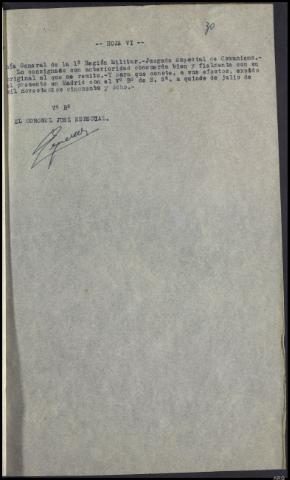 30
-- HOJA VI --
ía General de la 1ª Región Militar.-Juzgado Especial de Comunismo.-
Lo consignado con anterioridad concuerda bien y fielmente con su
original al que me remito.-Y para que conste, a sus efectos, expido
el presente en Madrid con el Vº Bº de S. Sª. a quince de julio de
mil novecientos cincuenta y ocho.-
Vº Bº
EL CORONEL JUEZ ESPECIAL.